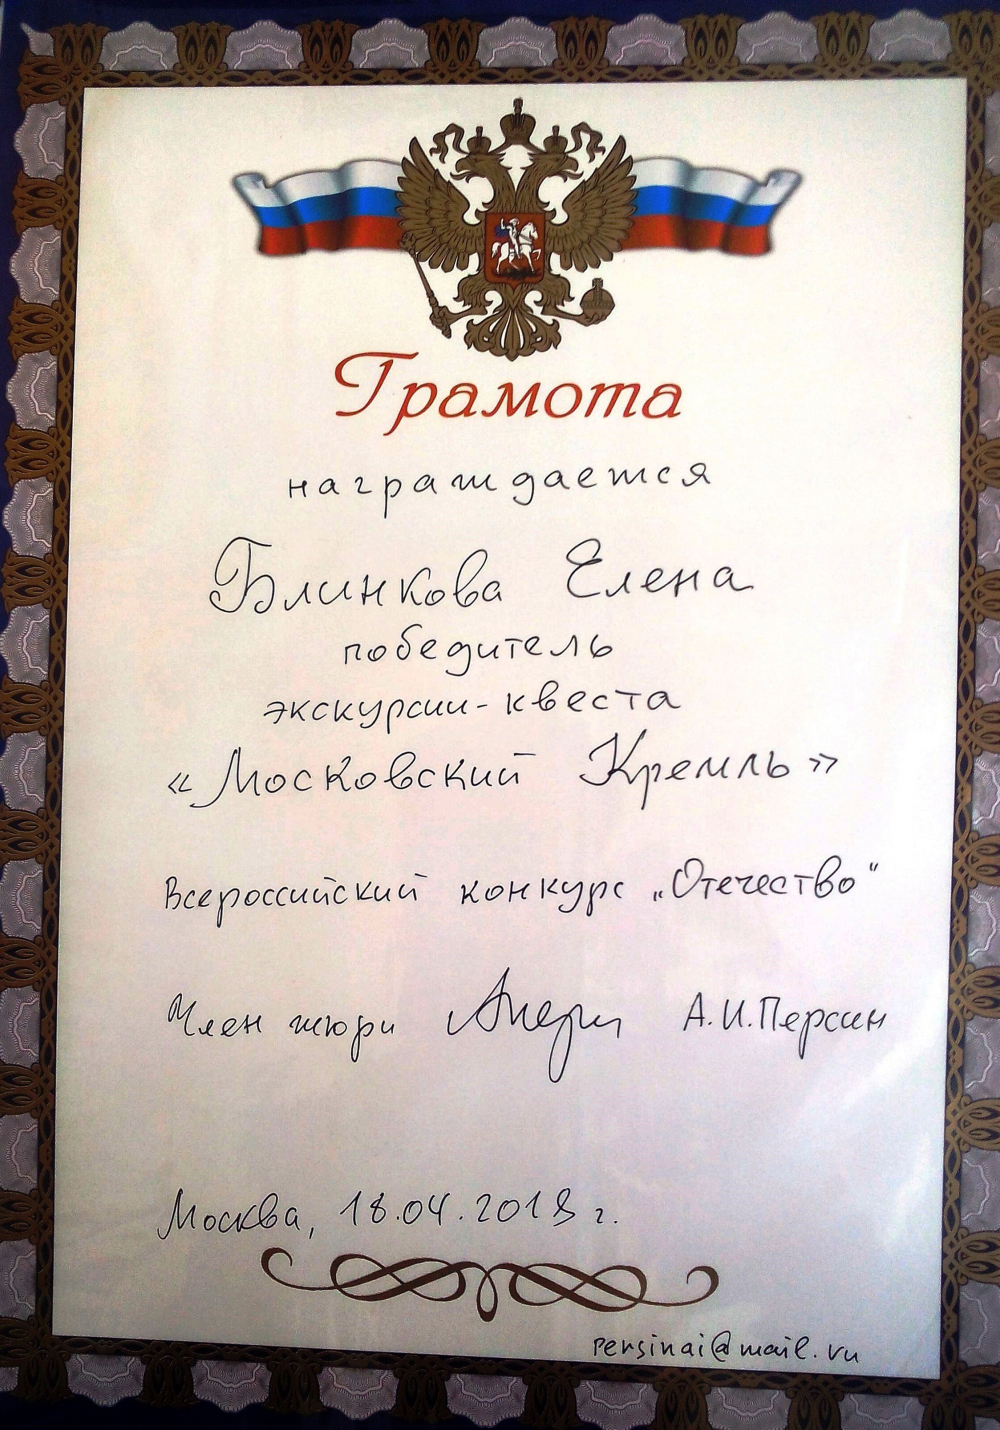 Грамота
награждается
Блинкова Елена
победитель
экскурсии-квеста
«Московский Кремль»
Всероссийский конкурс „Отечество“
Член жюри А.И.Персин
Москва, 18.04.2018 г.
persinai@mail.ru